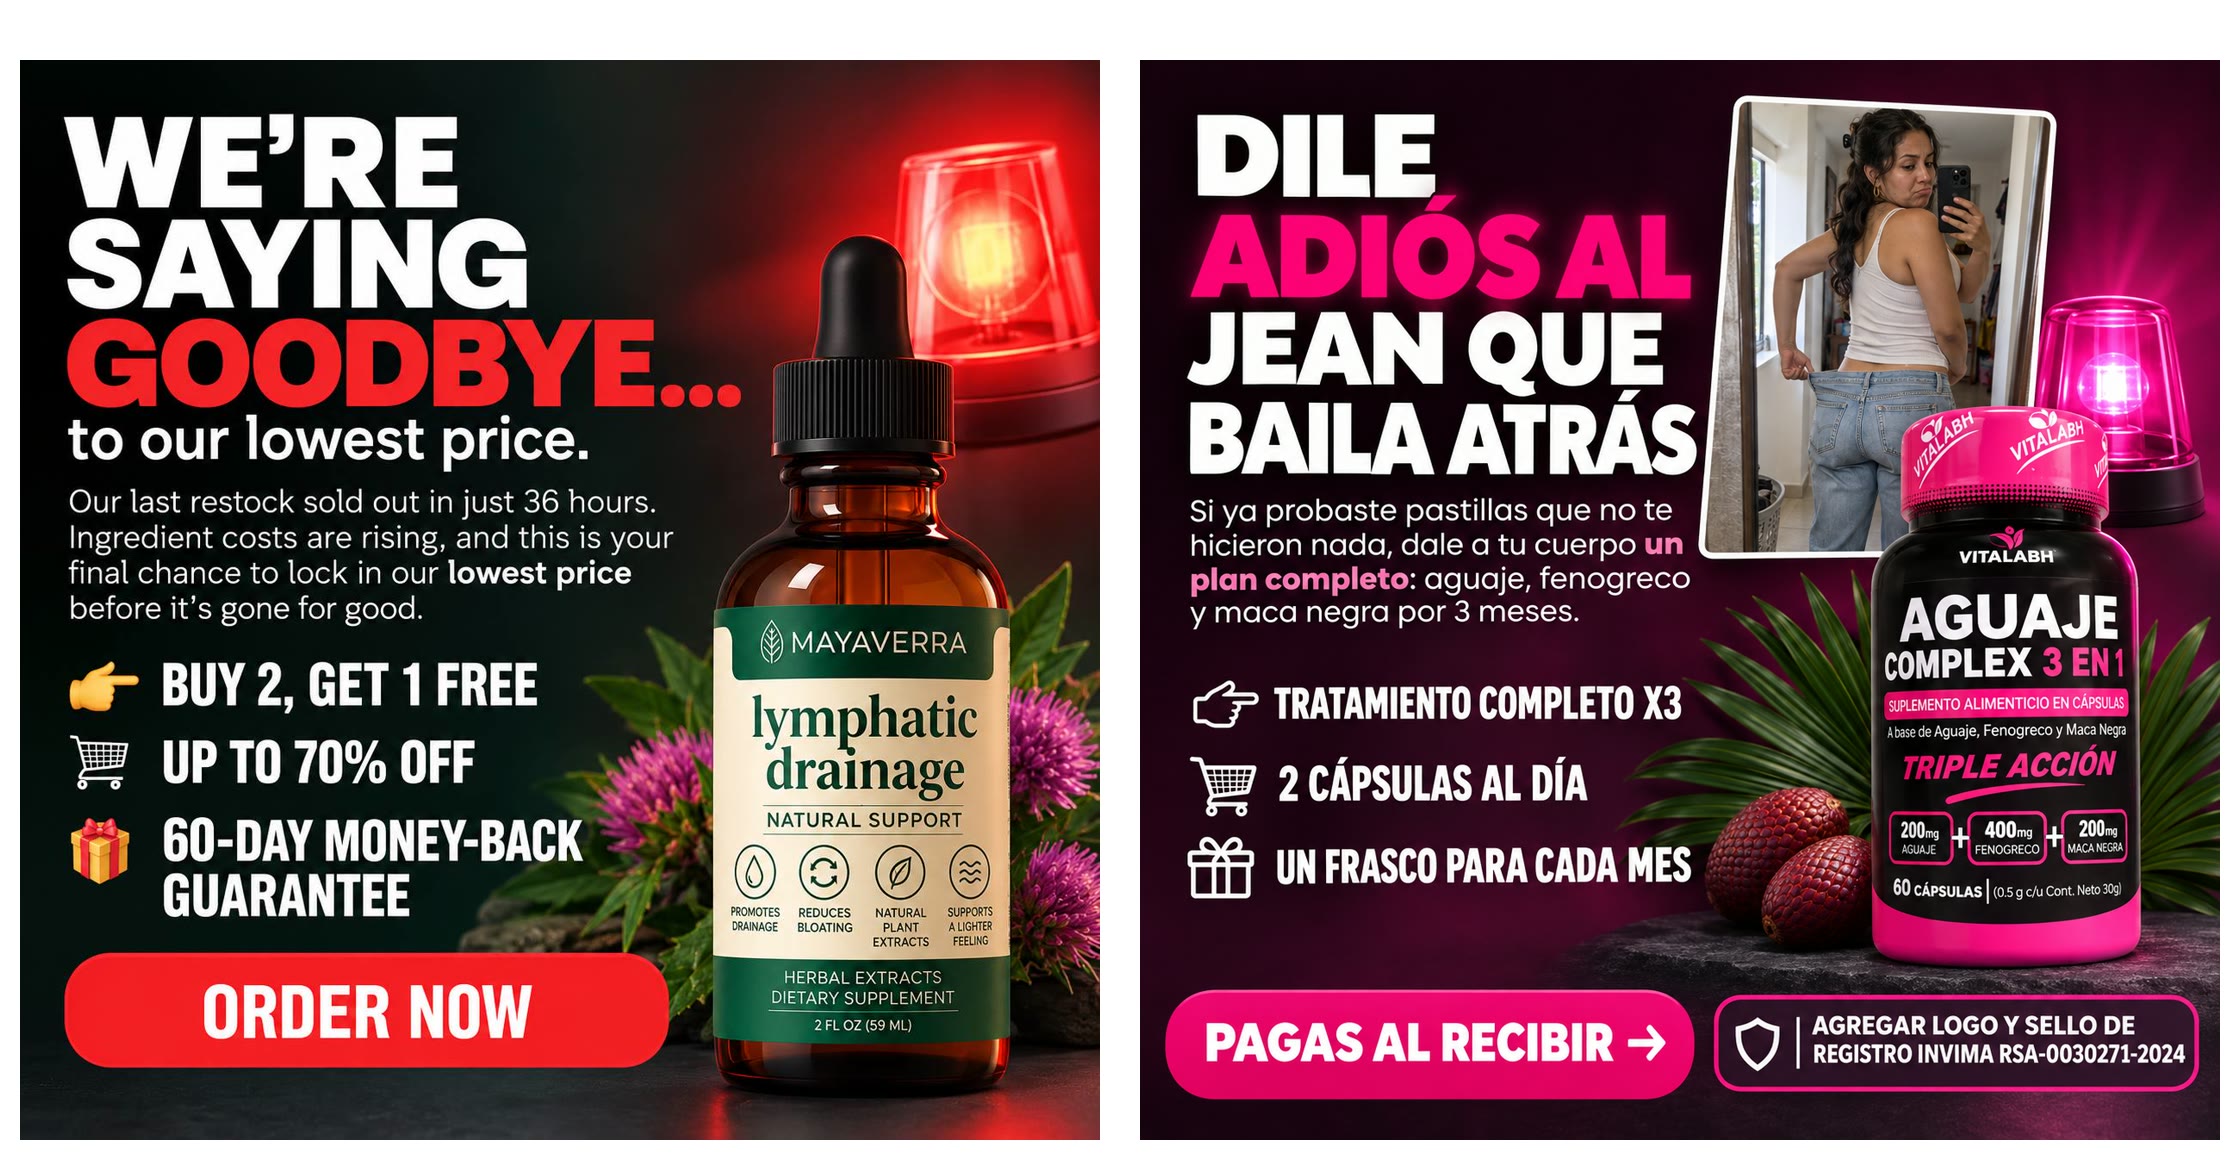 WE'RE
SAYING
GOODBYE...
to our lowest price.
Our last restock sold out in just 36 hours.
Ingredient costs are rising, and this is your
final chance to lock in our lowest price
before it's gone for good.
BUY 2, GET 1 FREE
UP TO 70% OFF
60-DAY MONEY-BACK
GUARANTEE
ORDER NOW
MAYAVERRA
lymphatic
drainage
NATURAL SUPPORT
PROMOTES
DRAINAGE
REDUCES
BLOATING
NATURAL
PLANT
EXTRACTS
SUPPORTS
A LIGHTER
FEELING
HERBAL EXTRACTS
DIETARY SUPPLEMENT
2 FL OZ (59 ML)
DILE
ADIÓS AL
JEAN QUE
BAILA ATRÁS
Si ya probaste pastillas que no te
hicieron nada, dale a tu cuerpo un
plan completo: aguaje, fenogreco
y maca negra por 3 meses.
TRATAMIENTO COMPLETO X3
2 CÁPSULAS AL DÍA
UN FRASCO PARA CADA MES
PAGAS AL RECIBIR →
AGREGAR LOGO Y SELLO DE
REGISTRO INVIMA RSA-0030271-2024
VITALABH
VITALABH
VITALABH
AGUAJE
COMPLEX 3 EN 1
SUPLEMENTO ALIMENTICIO EN CÁPSULAS
A base de Aguaje, Fenogreco y Maca Negra
TRIPLE ACCIÓN
200mg AGUAJE + 400mg FENOGRECO + 200mg MACA NEGRA
60 CÁPSULAS | (0.5 g c/u Cont. Neto 30g)